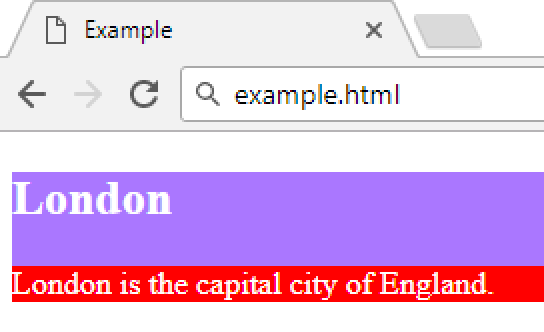 Example
example.html
London
London is the capital city of England.